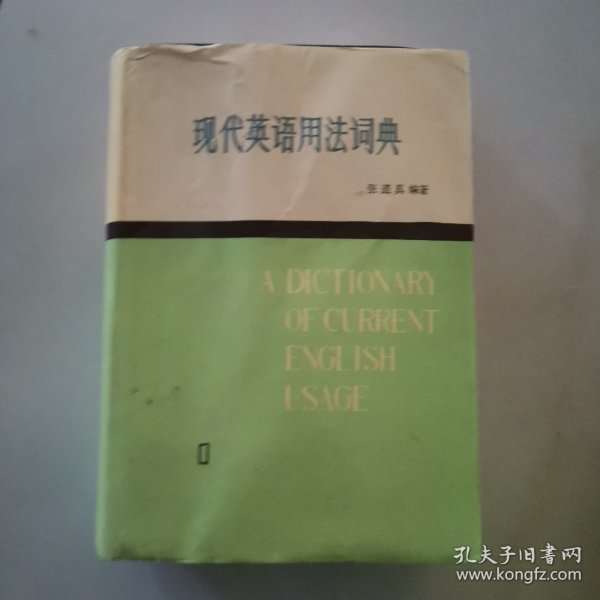 现代英语用法词典
张道真 编著
A DICTIONARY
OF CURRENT
ENGLISH
USAGE
孔夫子旧书网
www.kongfz.com